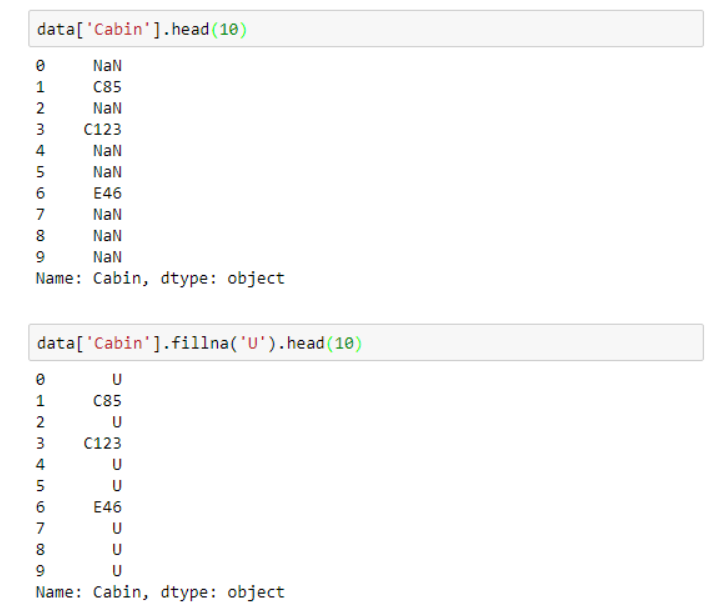 data['Cabin'].head(10)
0      NaN
1      C85
2      NaN
3     C123
4      NaN
5      NaN
6      E46
7      NaN
8      NaN
9      NaN
Name: Cabin, dtype: object
data['Cabin'].fillna('U').head(10)
0        U
1      C85
2        U
3     C123
4        U
5        U
6      E46
7        U
8        U
9        U
Name: Cabin, dtype: object